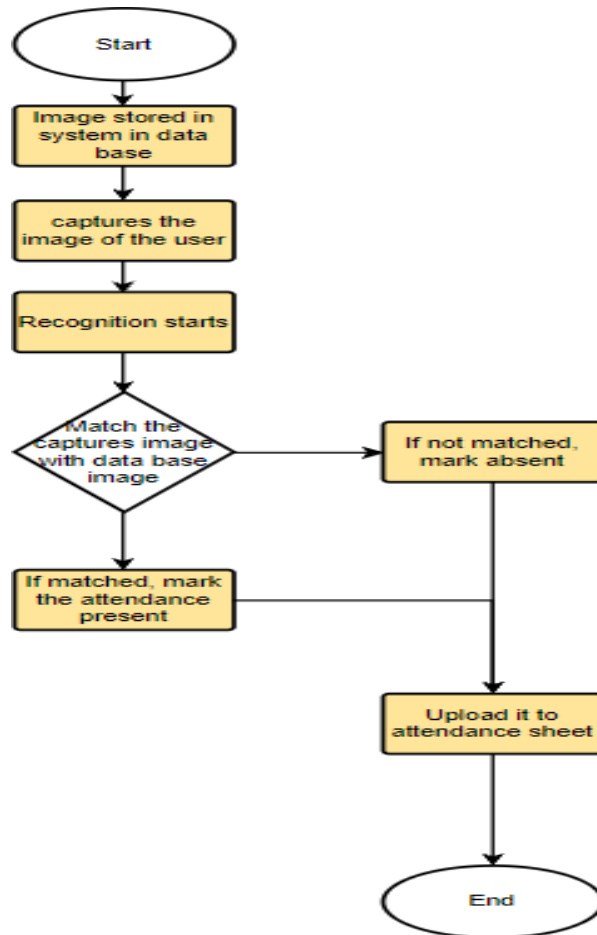 Start
Image stored in
system in data
base
captures the
image of the user
Recognition starts
Match the
captures image
with data base
image
If not matched,
mark absent
If matched, mark
the attendance
present
Upload it to
attendance sheet
End